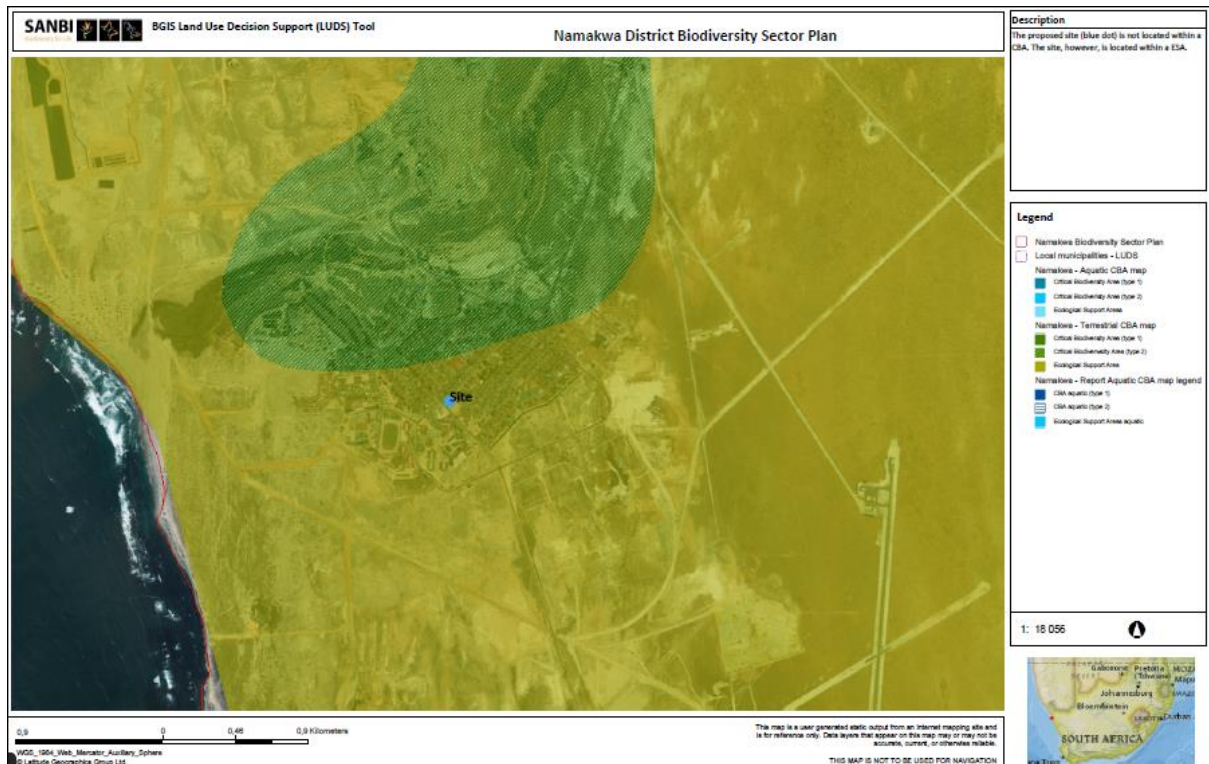 SANBI
BGIS Land Use Decision Support (LUDS) Tool
Namakwa District Biodiversity Sector Plan
Description
The proposed site (blue dot) is not located within a
CBA. The site, however, is located within a ESA.
Site
Legend
Namakwa Biodiversity Sector Plan
Local municipalities - LUDS
Namakwa - Aquatic CBA map
Critical Biodiversity Area (type 1)
Critical Biodiversity Area (type 2)
Ecological Support Areas
Namakwa - Terrestrial CBA map
Critical Biodiversity Area (type 1)
Critical Biodiversity Area (type 2)
Ecological Support Area
Namakwa - Report Aquatic CBA map legend
CBA aquatic (type 1)
CBA aquatic (type 2)
Ecological Support Areas aquatic
1: 18 056
Gaborone
Pretoria
(Tshwane)
Johannesburg
Bloemfontein
Durban
SOUTH AFRICA
0,9 0 0,46 0,9 Kilometers
WGS_1984_Web_Mercator_Auxiliary_Sphere
© Latitude Geographics Group Ltd.
This map is a user generated static output from an Internet mapping site and
is for reference only. Data layers that appear on this map may or may not be
accurate, current, or otherwise reliable.
THIS MAP IS NOT TO BE USED FOR NAVIGATION